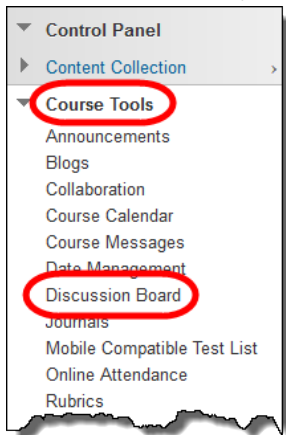 Control Panel
Content Collection
Course Tools
Announcements
Blogs
Collaboration
Course Calendar
Course Messages
Date Management
Discussion Board
Journals
Mobile Compatible Test List
Online Attendance
Rubrics